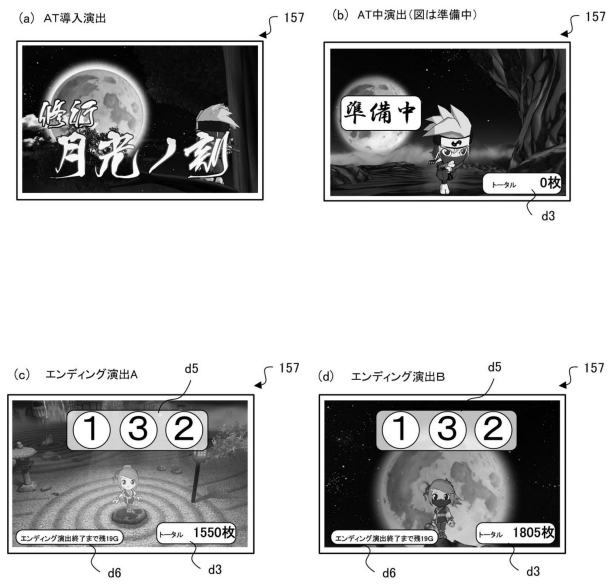 (a) AT導入演出
157
修行
月光ノ刻
(b) AT中演出(図は準備中)
157
準備中
トータル 0枚
d3
(c) エンディング演出A
d5
157
1 3 2
エンディング演出終了まで残19G
トータル 1550枚
d6
d3
(d) エンディング演出B
d5
157
1 3 2
エンディング演出終了まで残19G
トータル 1805枚
d6
d3